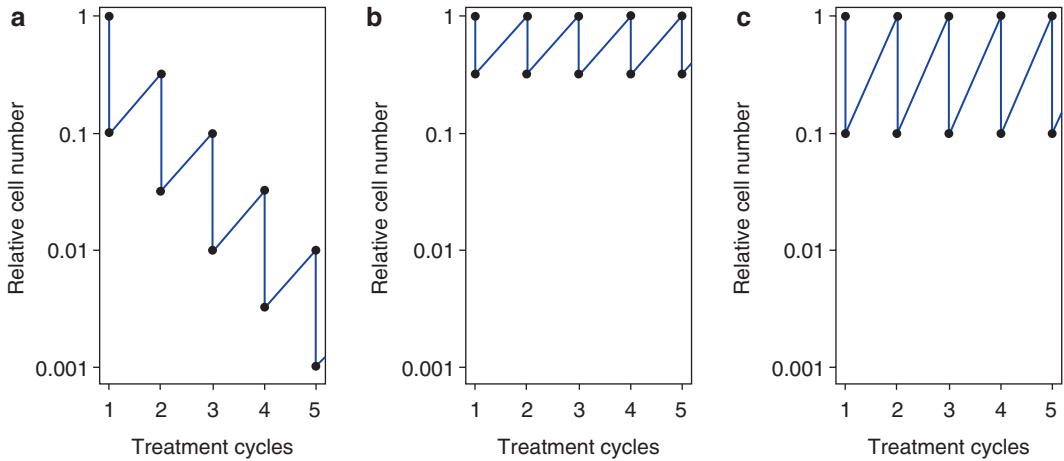 a
1
0.1
0.01
0.001
Relative cell number
1 2 3 4 5
Treatment cycles
b
1
0.1
0.01
0.001
Relative cell number
1 2 3 4 5
Treatment cycles
c
1
0.1
0.01
0.001
Relative cell number
1 2 3 4 5
Treatment cycles